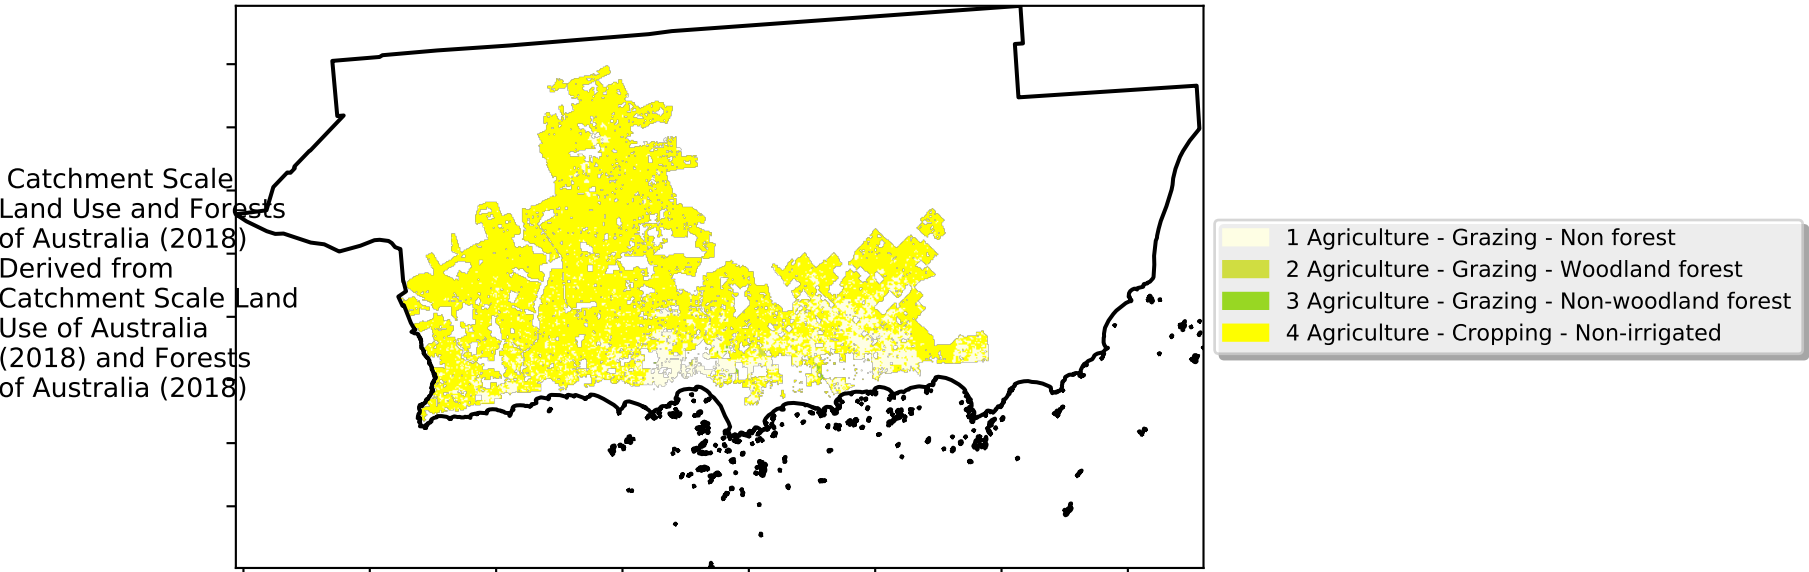 Catchment Scale
Land Use and Forests
of Australia (2018)
Derived from
Catchment Scale Land
Use of Australia
(2018) and Forests
of Australia (2018)
1 Agriculture - Grazing - Non forest
2 Agriculture - Grazing - Woodland forest
3 Agriculture - Grazing - Non-woodland forest
4 Agriculture - Cropping - Non-irrigated